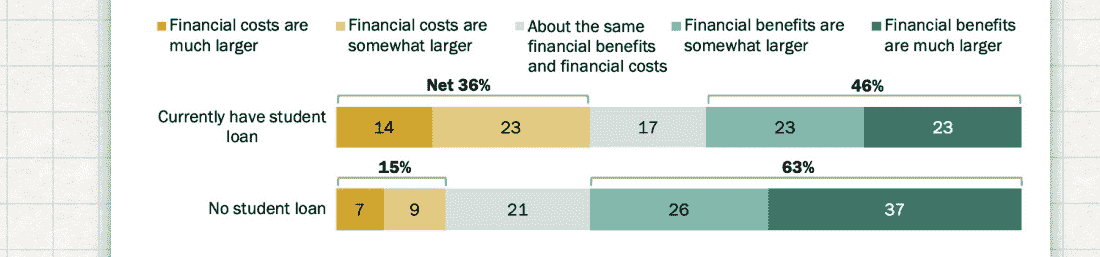 Financial costs are
much larger
Financial costs are
somewhat larger
About the same
financial benefits
and financial costs
Financial benefits are
somewhat larger
Financial benefits
are much larger
Net 36%
46%
Currently have student
loan
14
23
17
23
23
15%
63%
No student loan
7
9
21
26
37